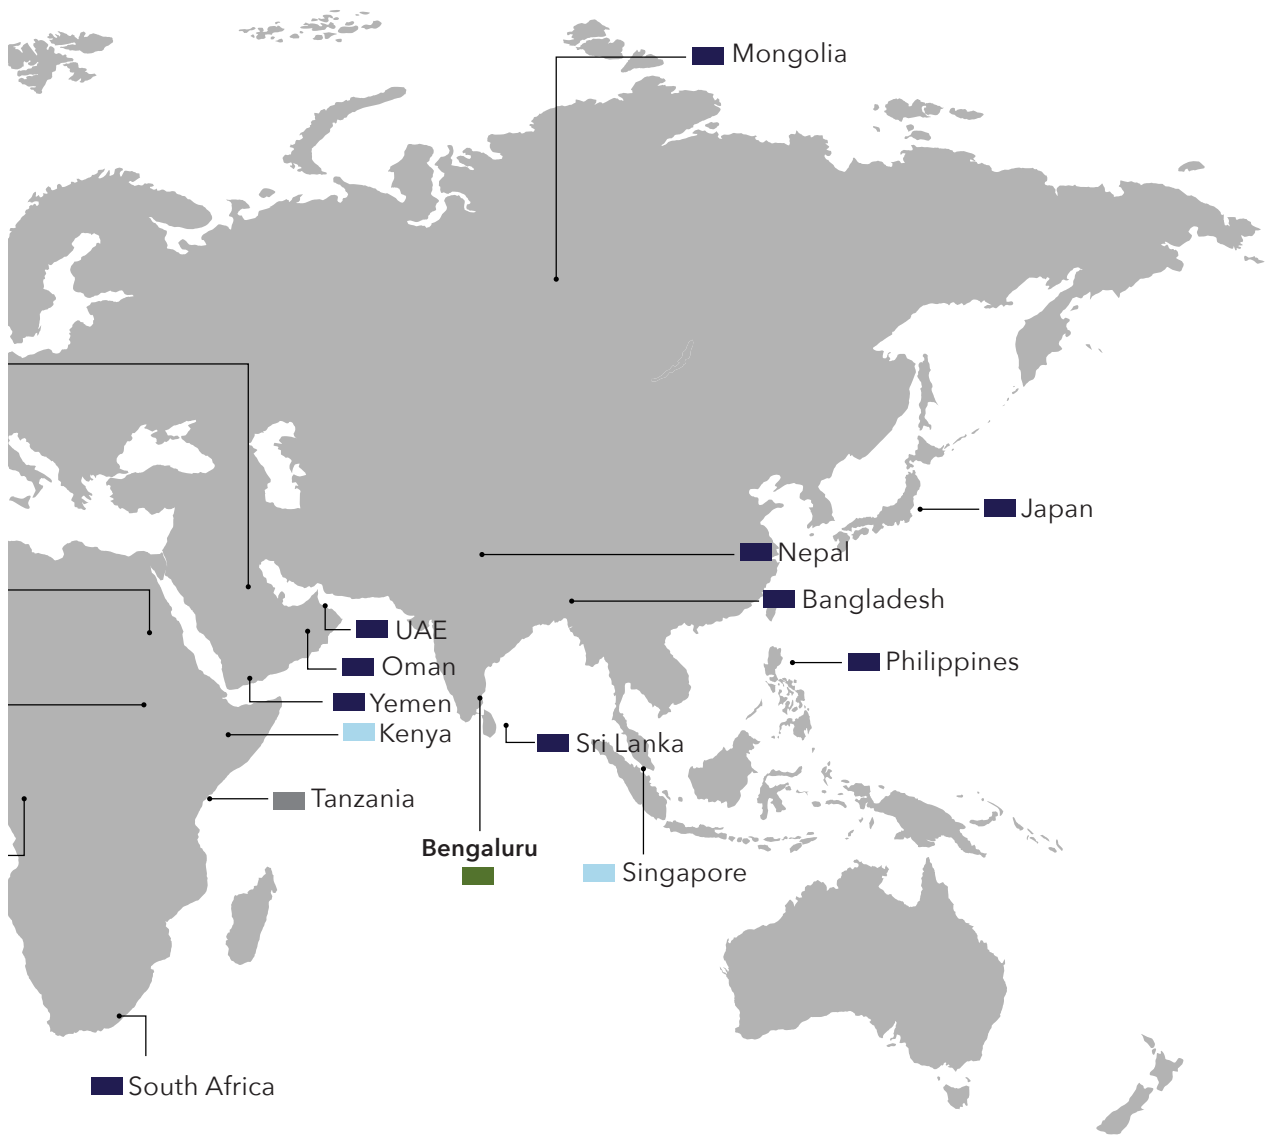 Mongolia
Japan
Nepal
Bangladesh
UAE
Philippines
Oman
Yemen
Kenya
Sri Lanka
Tanzania
Bengaluru
Singapore
South Africa